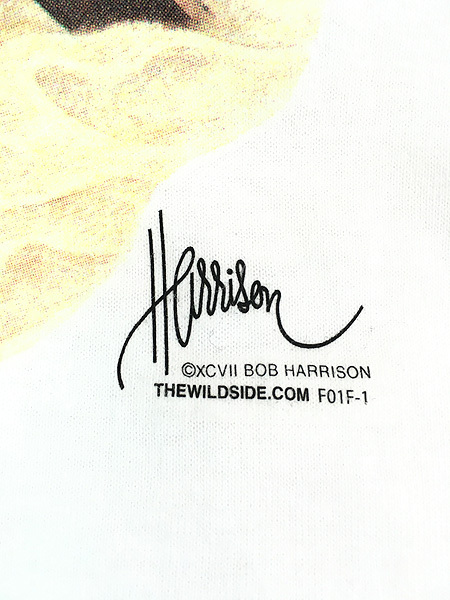 Harrison
©XCVII BOB HARRISON
THEWILDSIDE.COM F01F-1